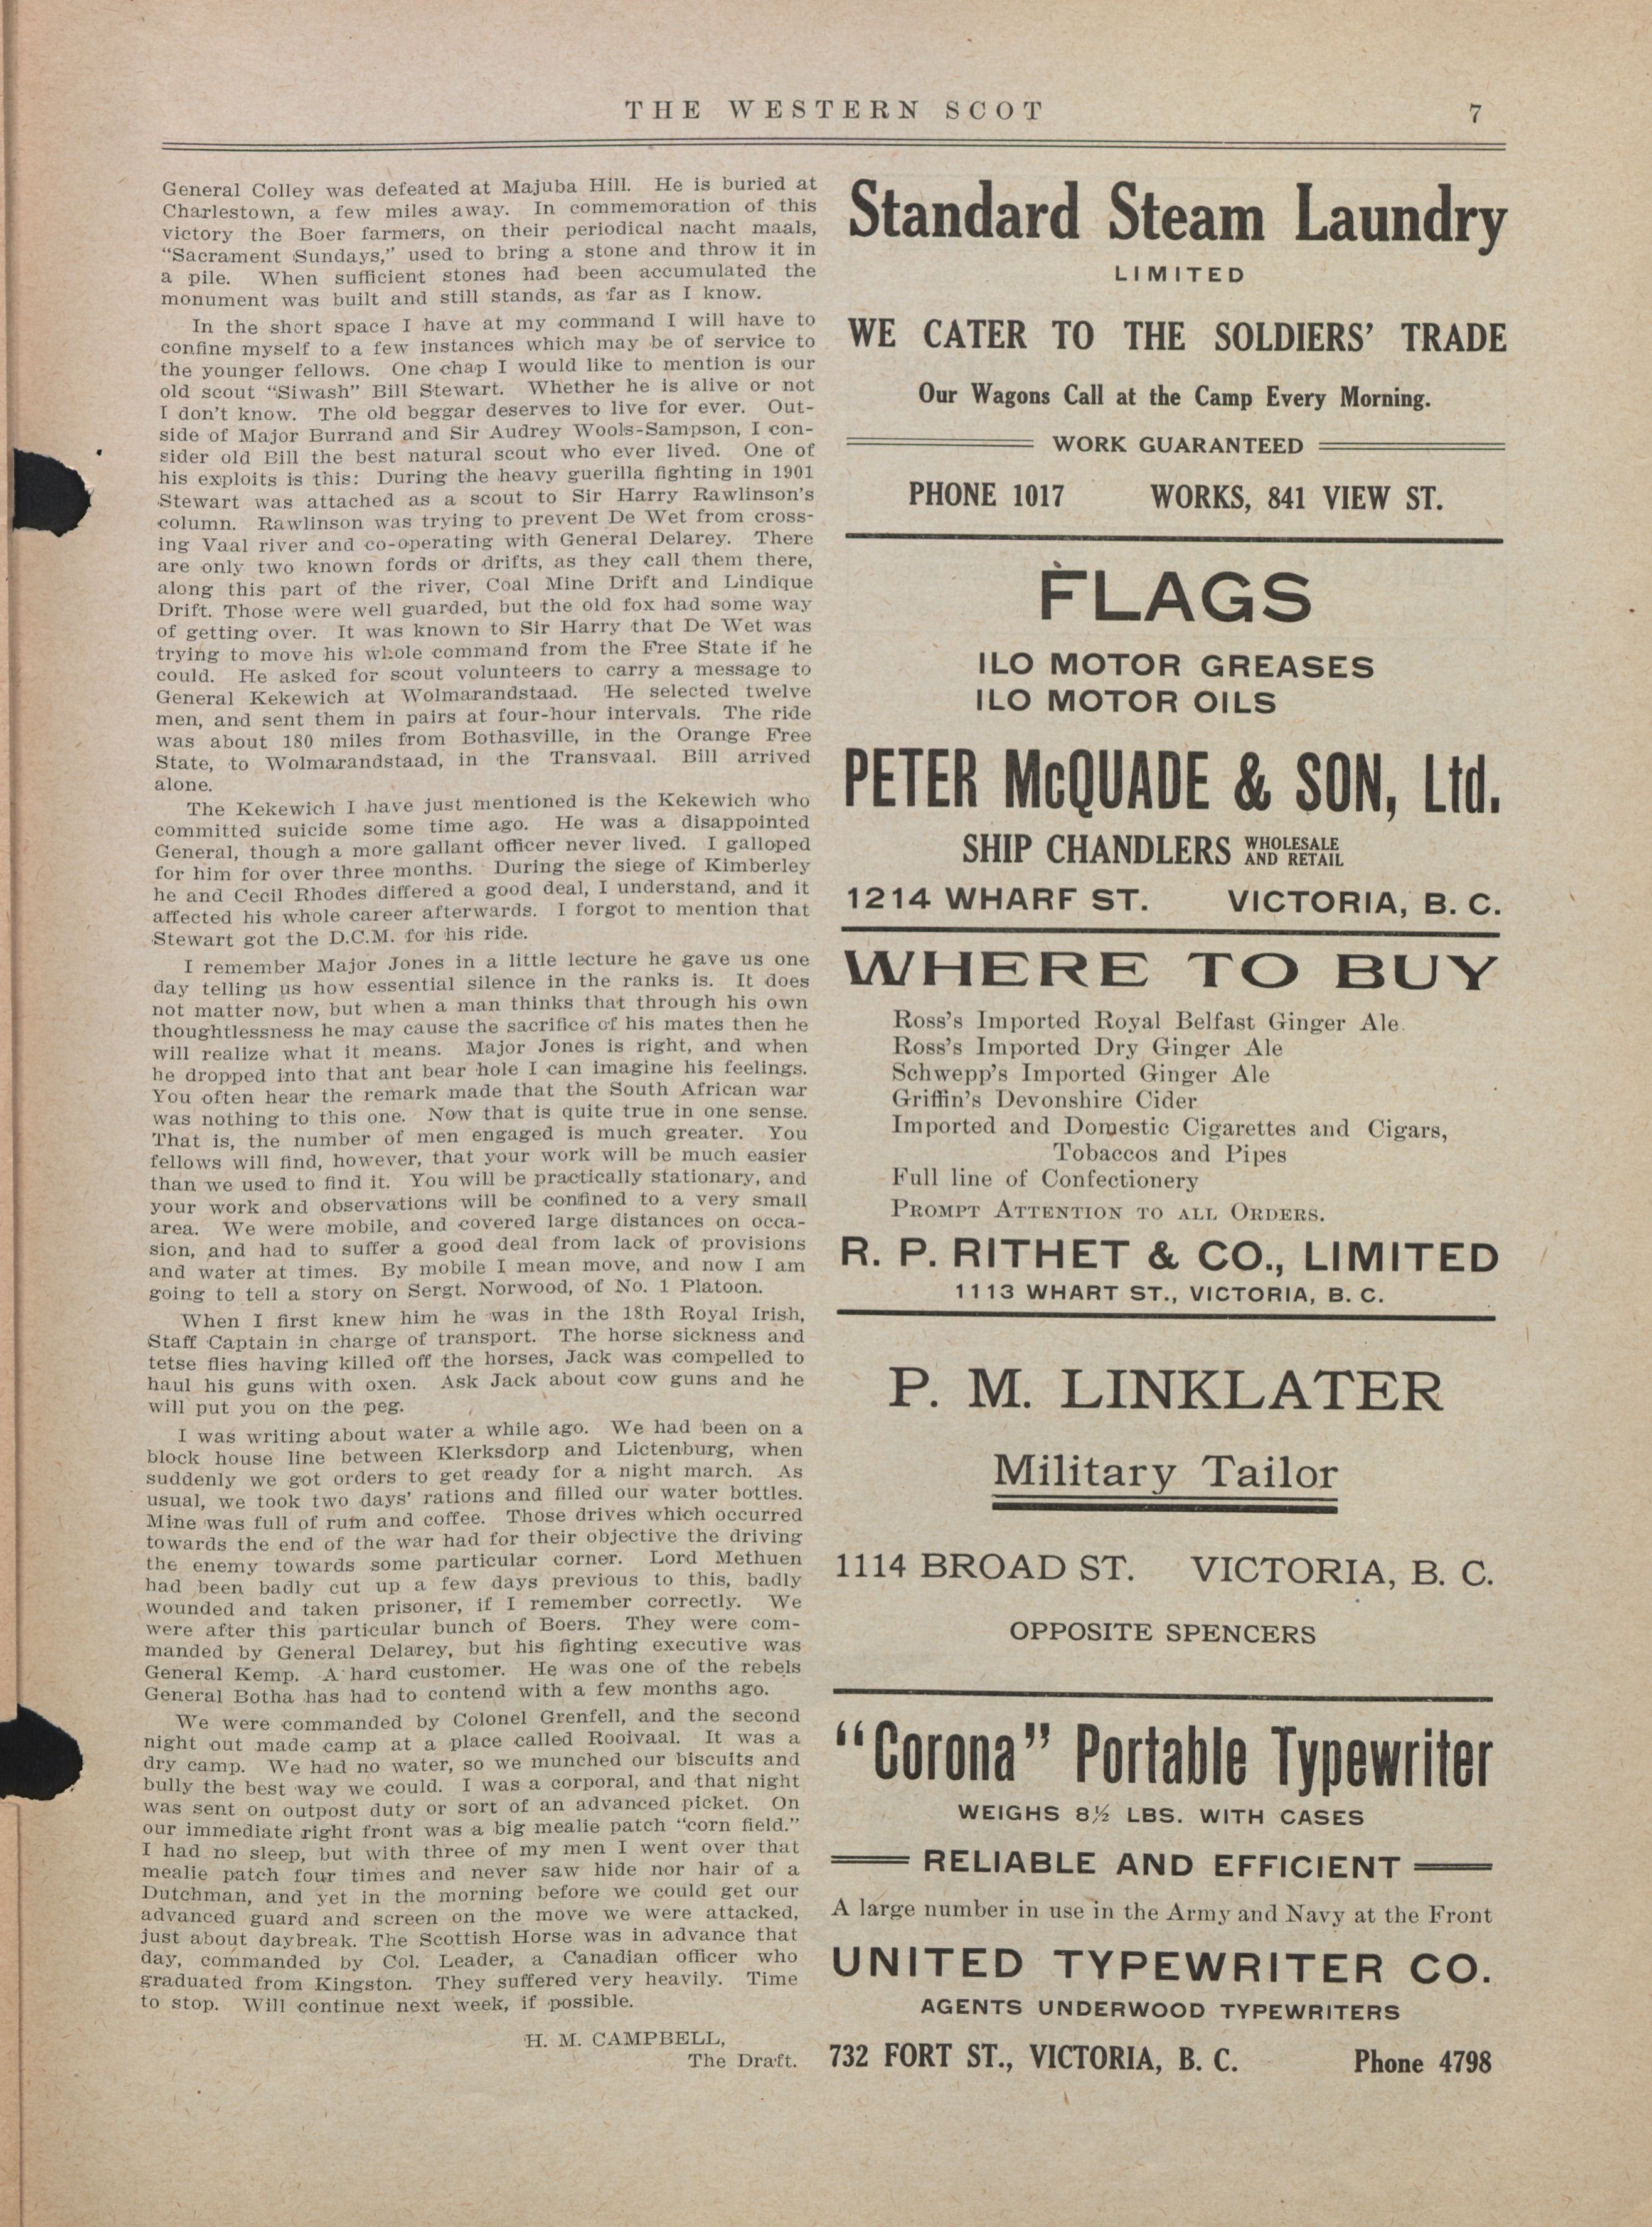 THE WESTERN SCOT
7
General Colley was defeated at Majuba Hill. He is buried at
Charlestown, a few miles away. In commemoration of this
victory the Boer farmers, on their periodical nacht maals,
“Sacrament Sundays,” used to bring a stone and throw it in
a pile. When sufficient stones had been accumulated the
monument was built and still stands, as far as I know.
In the short space I have at my command I will have to
confine myself to a few instances which may be of service to
the younger fellows. One chap I would like to mention is our
old scout “Siwash” Bill Stewart. Whether he is alive or not
I don’t know. The old beggar deserves to live for ever. Out-
side of Major Burrand and Sir Audrey Wools-Sampson, I con-
sider old Bill the best natural scout who ever lived. One of
his exploits is this: During the heavy guerilla fighting in 1901
Stewart was attached as a scout to Sir Harry Rawlinson’s
column. Rawlinson was trying to prevent De Wet from cross-
ing Vaal river and co-operating with General Delarey. There
are only two known fords or drifts, as they call them there,
along this part of the river, Coal Mine Drift and Lindique
Drift. Those were well guarded, but the old fox had some way
of getting over. It was known to Sir Harry that De Wet was
trying to move his whole command from the Free State if he
could. He asked for scout volunteers to carry a message to
General Kekewich at Wolmarandstaad. He selected twelve
men, and sent them in pairs at four-hour intervals. The ride
was about 180 miles from Bothasville, in the Orange Free
State, to Wolmarandstaad, in the Transvaal. Bill arrived
alone.
The Kekewich I have just mentioned is the Kekewich who
committed suicide some time ago. He was a disappointed
General, though a more gallant officer never lived. I galloped
for him for over three months. During the siege of Kimberley
he and Cecil Rhodes differed a good deal, I understand, and it
affected his whole career afterwards. I forgot to mention that
Stewart got the D.C.M. for his ride.
I remember Major Jones in a little lecture he gave us one
day telling us how essential silence in the ranks is. It does
not matter now, but when a man thinks that through his own
thoughtlessness he may cause the sacrifice of his mates then he
will realize what it means. Major Jones is right, and when
he dropped into that ant bear hole I can imagine his feelings.
You often hear the remark made that the South African war
was nothing to this one. Now that is quite true in one sense.
That is, the number of men engaged is much greater. You
fellows will find, however, that your work will be much easier
than we used to find it. You will be practically stationary, and
your work and observations will be confined to a very small
area. We were mobile, and covered large distances on occa-
sion, and had to suffer a good deal from lack of provisions
and water at times. By mobile I mean move, and now I am
going to tell a story on Sergt. Norwood, of No. 1 Platoon.
When I first knew him he was in the 18th Royal Irish,
Staff Captain in charge of transport. The horse sickness and
tetse flies having killed off the horses, Jack was compelled to
haul his guns with oxen. Ask Jack about cow guns and he
will put you on the peg.
I was writing about water a while ago. We had been on a
block house line between Klerksdorp and Lictenburg, when
suddenly we got orders to get ready for a night march. As
usual, we took two days’ rations and filled our water bottles.
Mine was full of rum and coffee. Those drives which occurred
towards the end of the war had for their objective the driving
the enemy towards some particular corner. Lord Methuen
had been badly cut up a few days previous to this, badly
wounded and taken prisoner, if I remember correctly. We
were after this particular bunch of Boers. They were com-
manded by General Delarey, but his fighting executive was
General Kemp. A hard customer. He was one of the rebels
General Botha has had to contend with a few months ago.
We were commanded by Colonel Grenfell, and the second
night out made camp at a place called Rooivaal. It was a
dry camp. We had no water, so we munched our biscuits and
bully the best way we could. I was a corporal, and that night
was sent on outpost duty or sort of an advanced picket. On
our immediate right front was a big mealie patch “corn field.”
I had no sleep, but with three of my men I went over that
mealie patch four times and never saw hide nor hair of a
Dutchman, and yet in the morning before we could get our
advanced guard and screen on the move we were attacked,
just about daybreak. The Scottish Horse was in advance that
day, commanded by Col. Leader, a Canadian officer who
graduated from Kingston. They suffered very heavily. Time
to stop. Will continue next week, if possible.
H. M. CAMPBELL,
The Draft.
Standard Steam Laundry
LIMITED
WE CATER TO THE SOLDIERS’ TRADE
Our Wagons Call at the Camp Every Morning.
WORK GUARANTEED
PHONE 1017 WORKS, 841 VIEW ST.
FLAGS
ILO MOTOR GREASES
ILO MOTOR OILS
PETER McQUADE & SON, Ltd.
SHIP CHANDLERS WHOLESALE AND RETAIL
1214 WHARF ST. VICTORIA, B. C.
WHERE TO BUY
Ross’s Imported Royal Belfast Ginger Ale.
Ross’s Imported Dry Ginger Ale
Schwepp’s Imported Ginger Ale
Griffin’s Devonshire Cider
Imported and Domestic Cigarettes and Cigars,
Tobaccos and Pipes
Full line of Confectionery
PROMPT ATTENTION TO ALL ORDERS.
R. P. RITHET & CO., LIMITED
1113 WHART ST., VICTORIA, B. C.
P. M. LINKLATER
Military Tailor
1114 BROAD ST. VICTORIA, B. C.
OPPOSITE SPENCERS
“Corona” Portable Typewriter
WEIGHS 8½ LBS. WITH CASES
RELIABLE AND EFFICIENT
A large number in use in the Army and Navy at the Front
UNITED TYPEWRITER CO.
AGENTS UNDERWOOD TYPEWRITERS
732 FORT ST., VICTORIA, B. C. Phone 4798